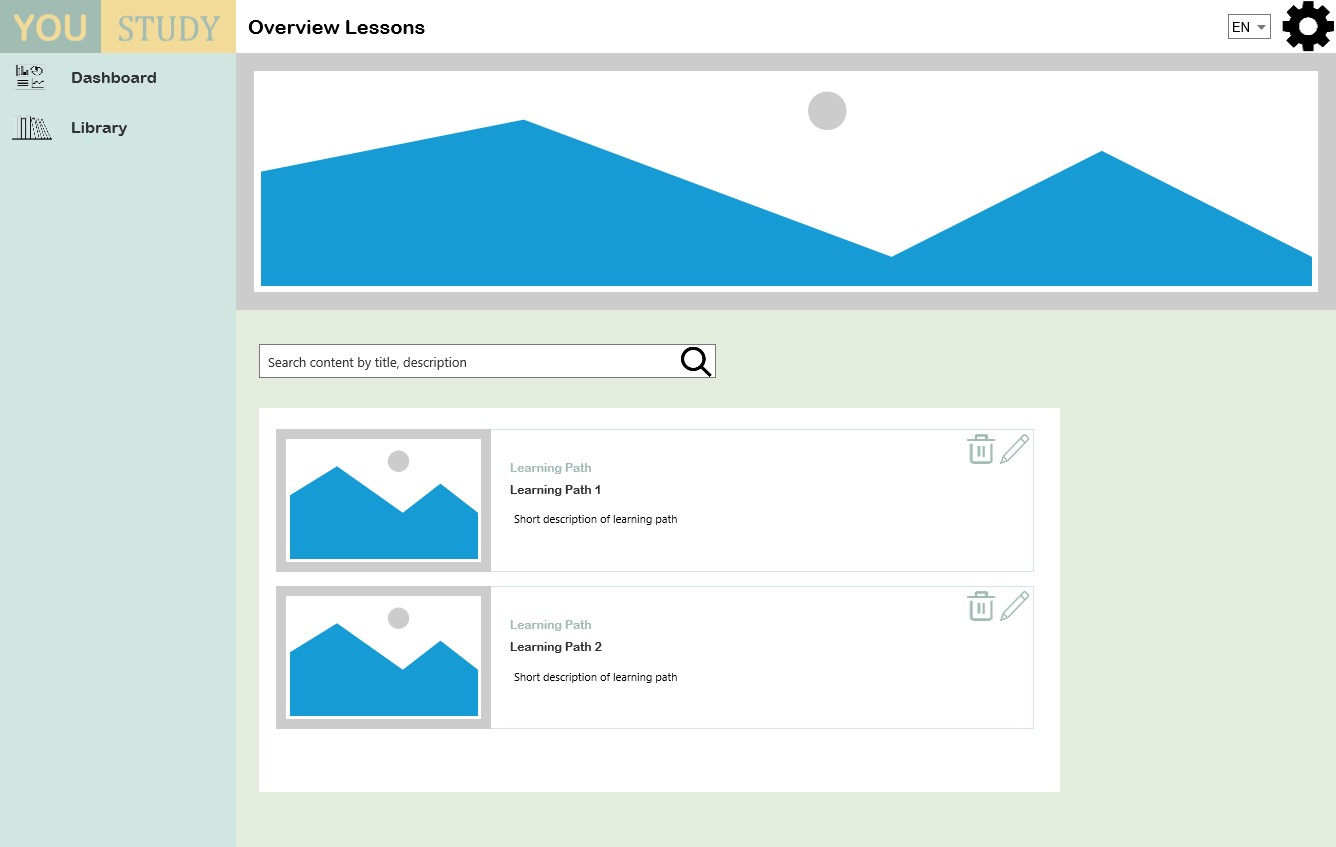 YOU STUDY
Overview Lessons
EN
Dashboard
Library
Search content by title, description
Learning Path
Learning Path 1
Short description of learning path
Learning Path
Learning Path 2
Short description of learning path